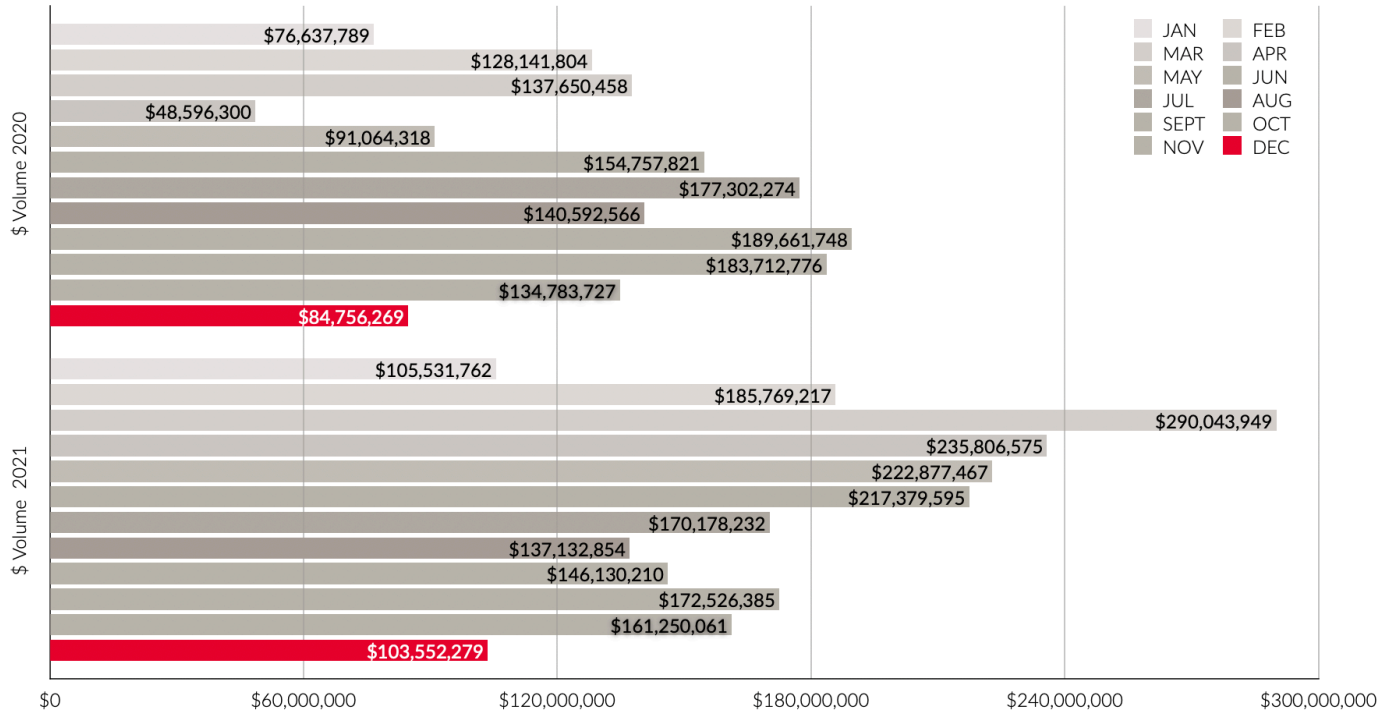 JAN FEB
MAR APR
MAY JUN
JUL AUG
SEPT OCT
NOV DEC
$ Volume 2020
$76,637,789
$128,141,804
$137,650,458
$48,596,300
$91,064,318
$154,757,821
$177,302,274
$140,592,566
$189,661,748
$183,712,776
$134,783,727
$84,756,269
$ Volume 2021
$105,531,762
$185,769,217
$290,043,949
$235,806,575
$222,877,467
$217,379,595
$170,178,232
$137,132,854
$146,130,210
$172,526,385
$161,250,061
$103,552,279
$0 $60,000,000 $120,000,000 $180,000,000 $240,000,000 $300,000,000